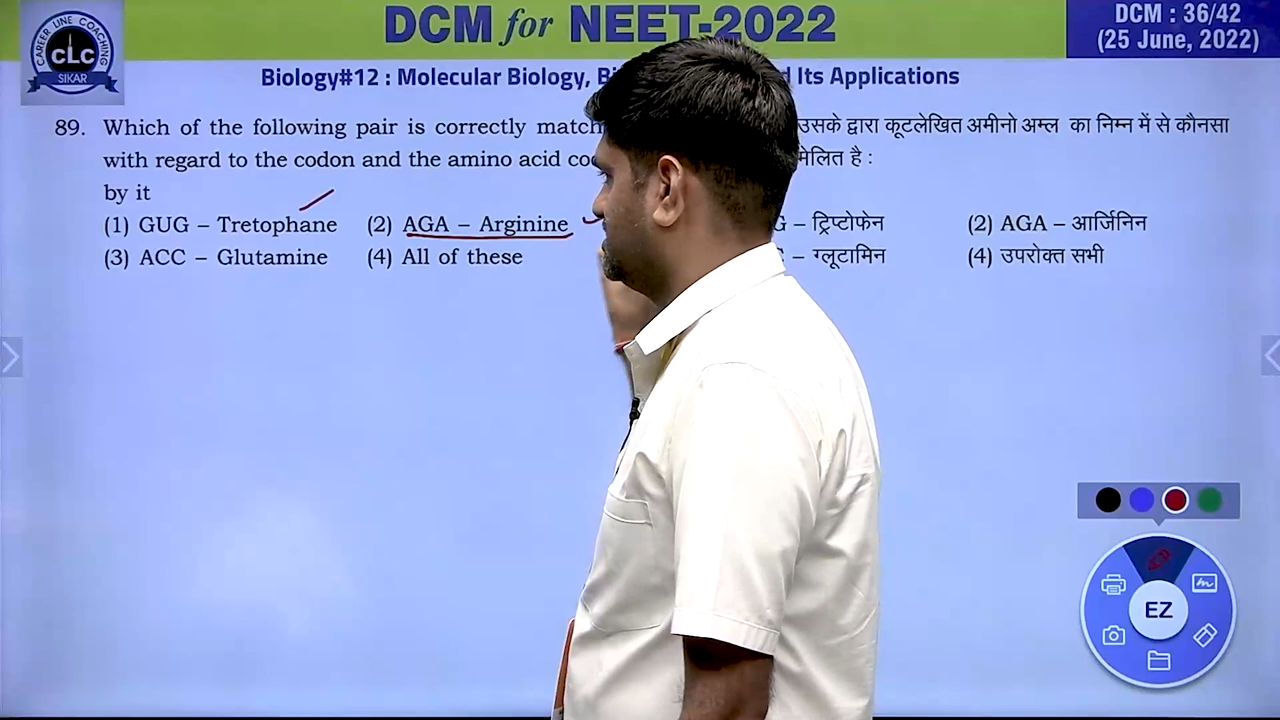 DCM for NEET-2022
DCM : 36/42
(25 June, 2022)
CAREER LINE COACHING
CLC
SIKAR
Biology#12 : Molecular Biology, Its Applications
89. Which of the following pair is correctly
with regard to the codon and the amino acid
by it
(1) GUG – Tretophane (2) AGA – Arginine
(3) ACC – Glutamine (4) All of these
उसके द्वारा कूटलेखित अमीनो अम्ल का निम्न में से कौनसा
है :
– ट्रिप्टोफेन (2) AGA – आर्जिनिन
– ग्लूटामिन (4) उपरोक्त सभी
EZ